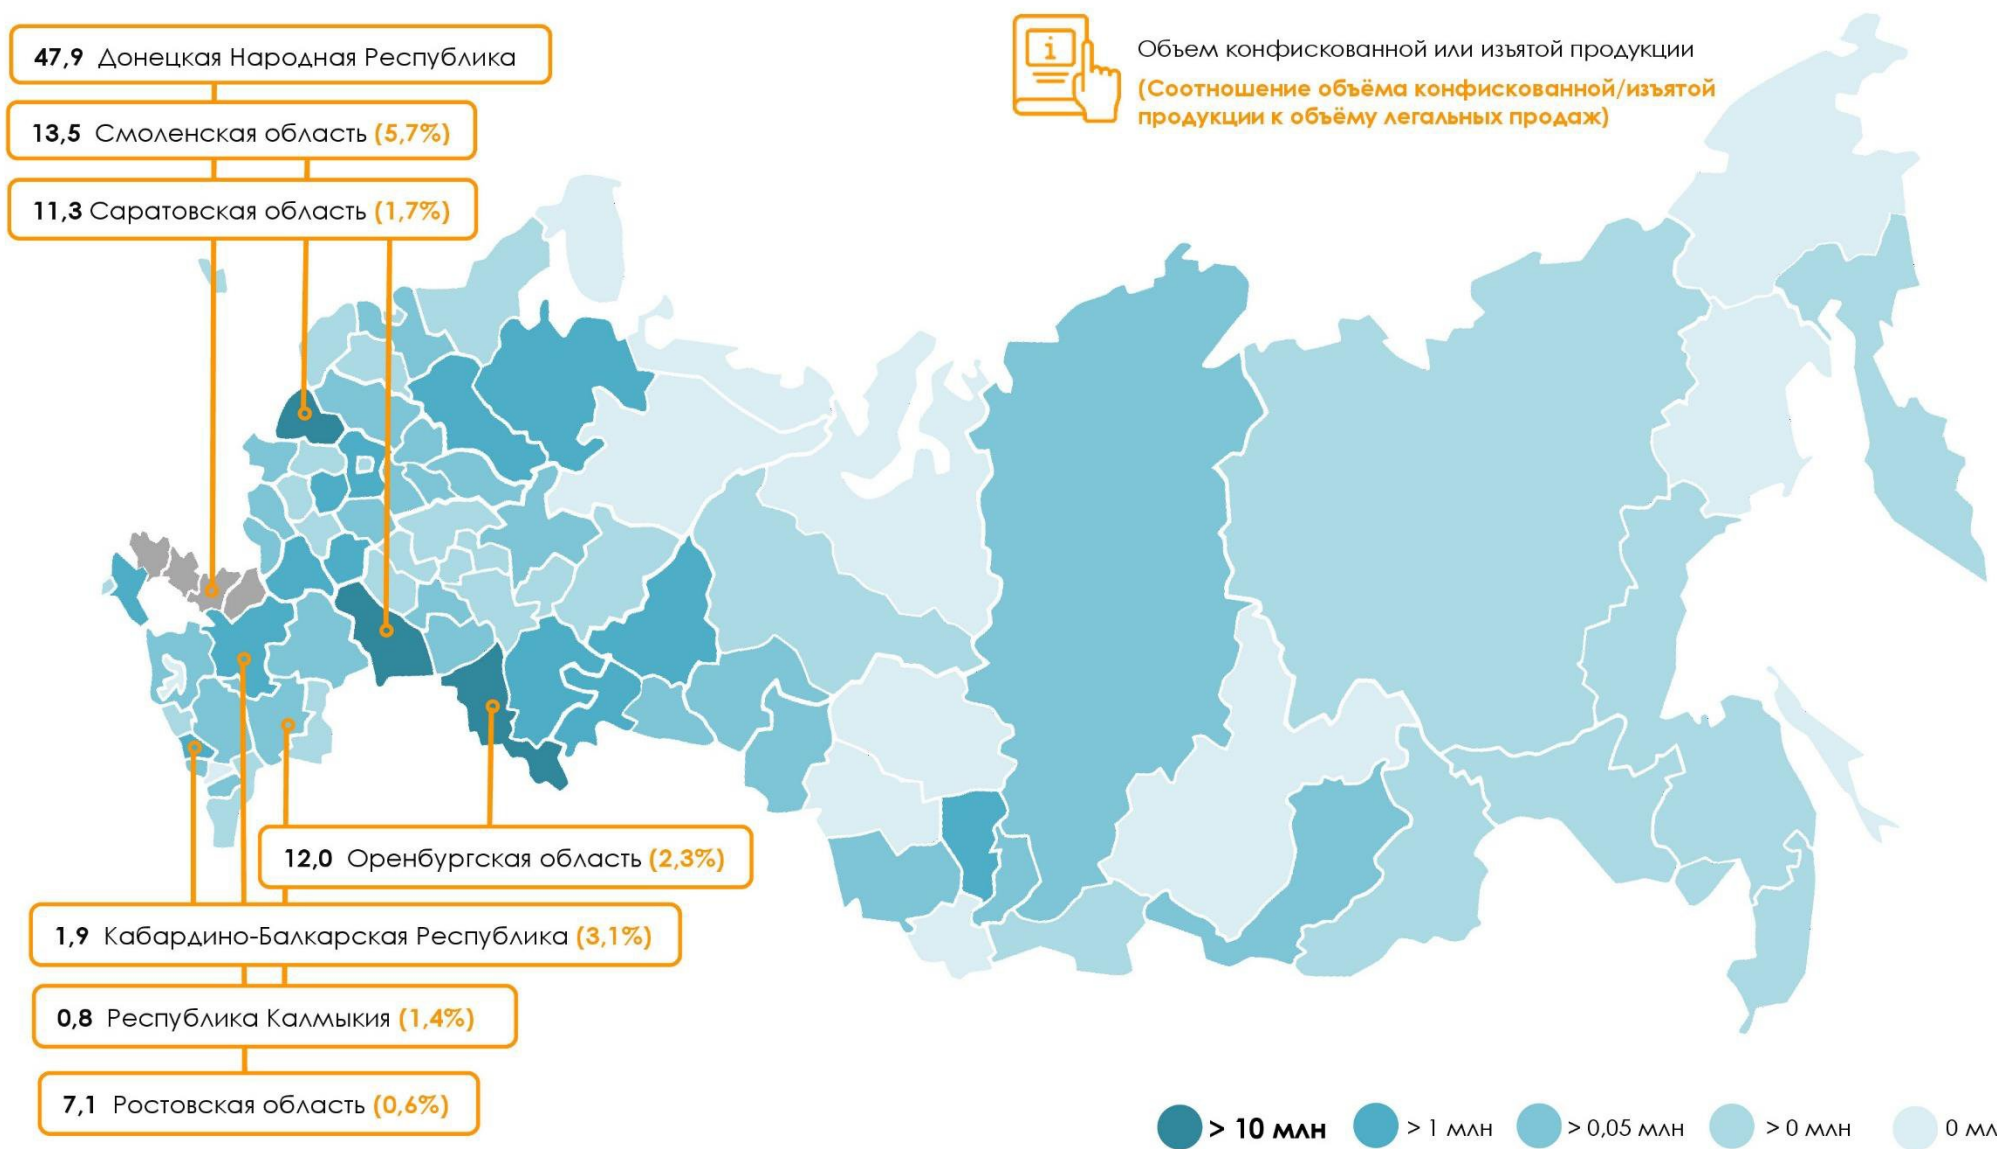 47,9 Донецкая Народная Республика
13,5 Смоленская область (5,7%)
11,3 Саратовская область (1,7%)
i
Объем конфискованной или изъятой продукции
(Соотношение объёма конфискованной/изъятой
продукции к объёму легальных продаж)
12,0 Оренбургская область (2,3%)
1,9 Кабардино-Балкарская Республика (3,1%)
0,8 Республика Калмыкия (1,4%)
7,1 Ростовская область (0,6%)
> 10 млн
> 1 млн
> 0,05 млн
> 0 млн
0 мл